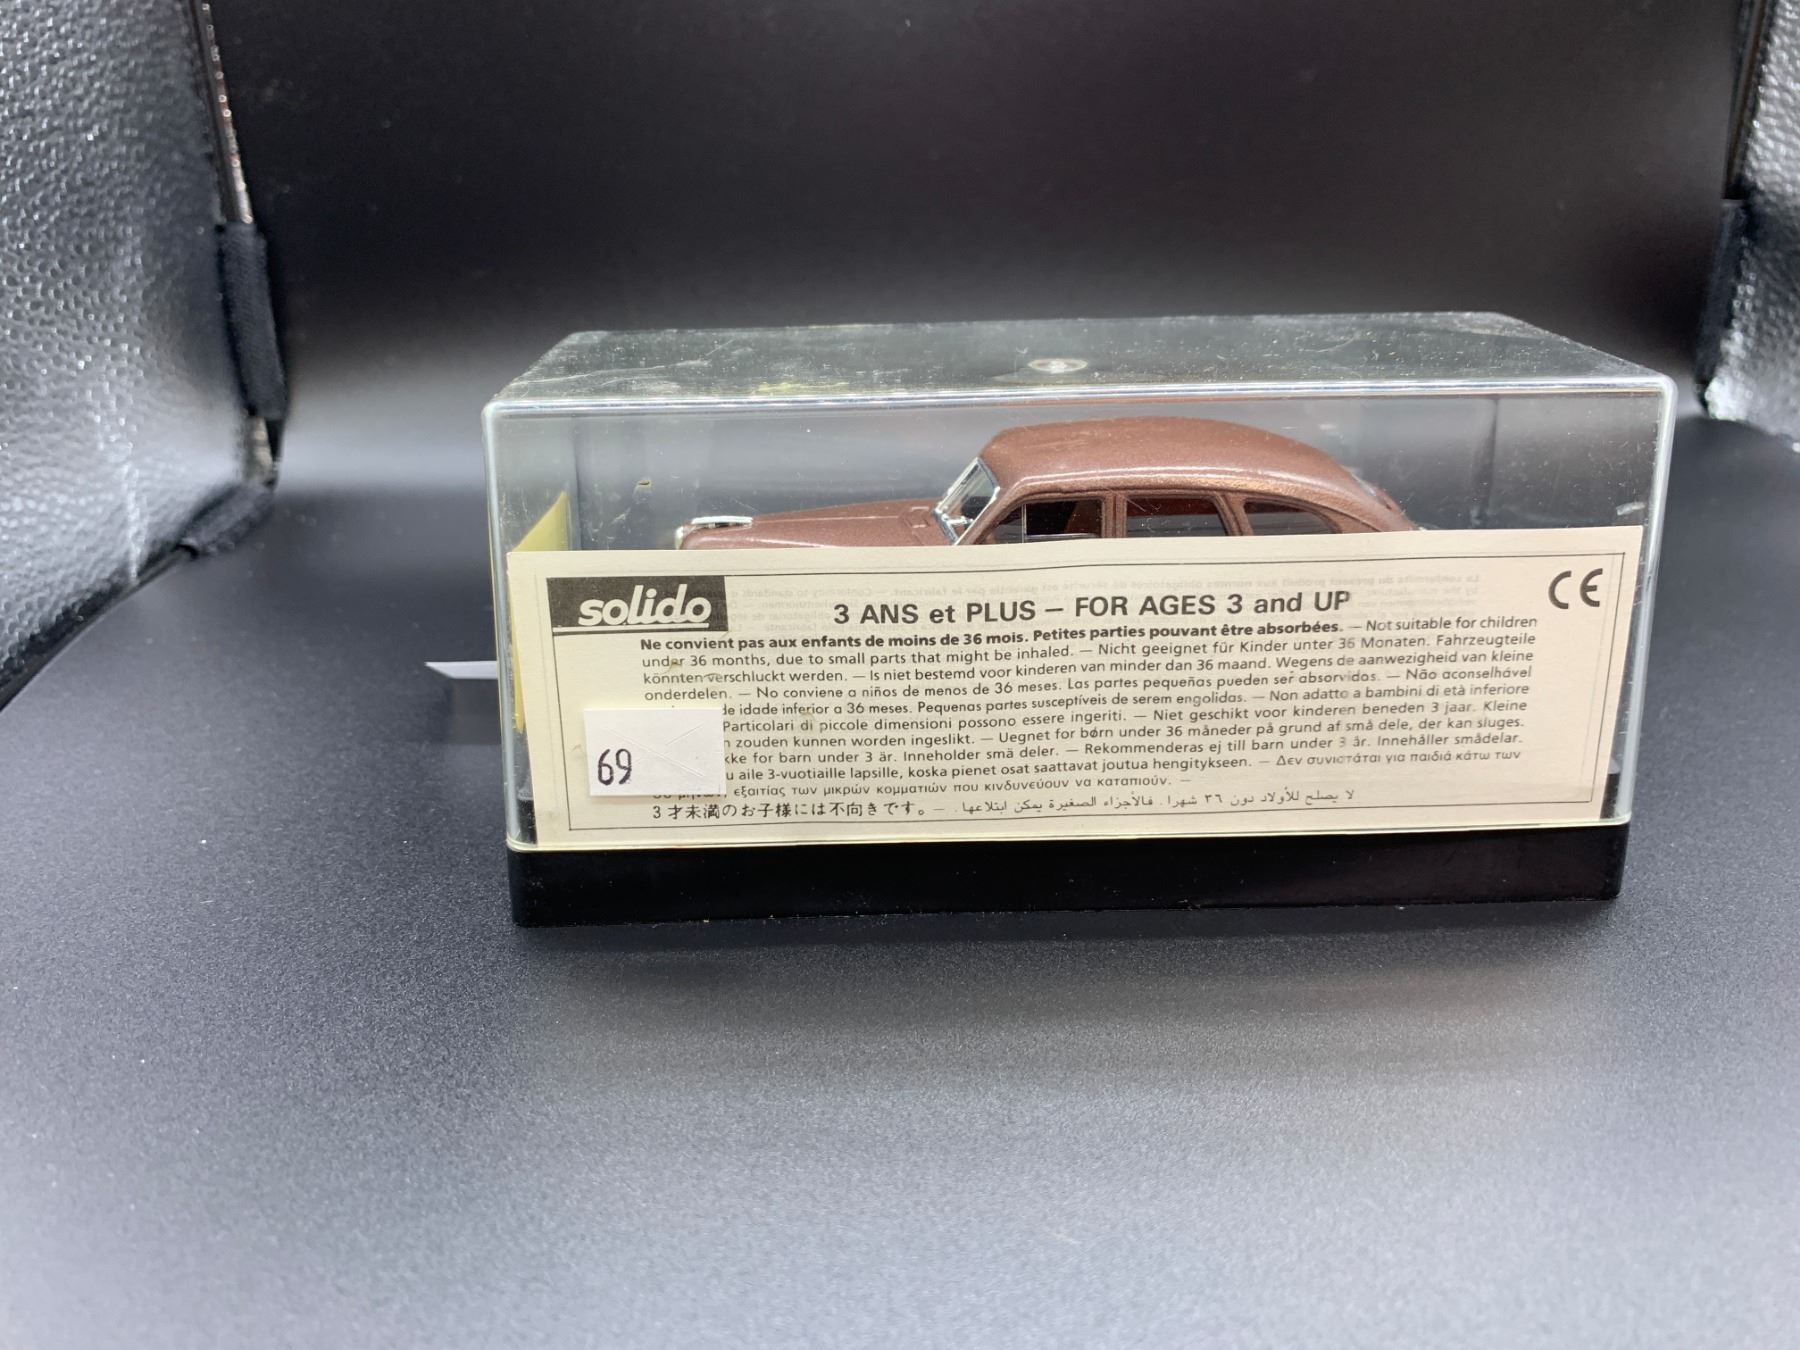 solido
3 ANS et PLUS – FOR AGES 3 and UP
CE
Ne convient pas aux enfants de moins de 36 mois. Petites parties pouvant être absorbées. — Not suitable for children
under 36 months, due to small parts that might be inhaled. — Nicht geeignet für Kinder unter 36 Monaten. Fahrzeugteile
könnten verschluckt werden. — Is niet bestemd voor kinderen van minder dan 36 maand. Wegens de aanwezigheid van kleine
onderdelen. — No conviene a niños de menos de 36 meses. Las partes pequeñas pueden ser absorvidas. — Não aconselhável
de idade inferior a 36 meses. Pequenas partes susceptíveis de serem engolidas. — Non adatto a bambini di età inferiore
Particolari di piccole dimensioni possono essere ingeriti. — Niet geschikt voor kinderen beneden 3 jaar. Kleine
n zouden kunnen worden ingeslikt. — Uegnet for børn under 36 måneder på grund af små dele, der kan sluges.
kke for barn under 3 år. Inneholder små deler. — Rekommenderas ej till barn under 3 år. Innehåller smådelar.
u aile 3-vuotiaille lapsille, koska pienet osat saattavat joutua hengitykseen. — Δεν συνιστάται για παιδιά κάτω των
εξαιτίας των μικρών κομματιών που κινδυνεύουν να καταπιούν. —
3 才未満のお子様には不向きです。— لا يصلح للأولاد دون ٣٦ شهرا. فالأجزاء الصغيرة يمكن ابتلاعها. —
69